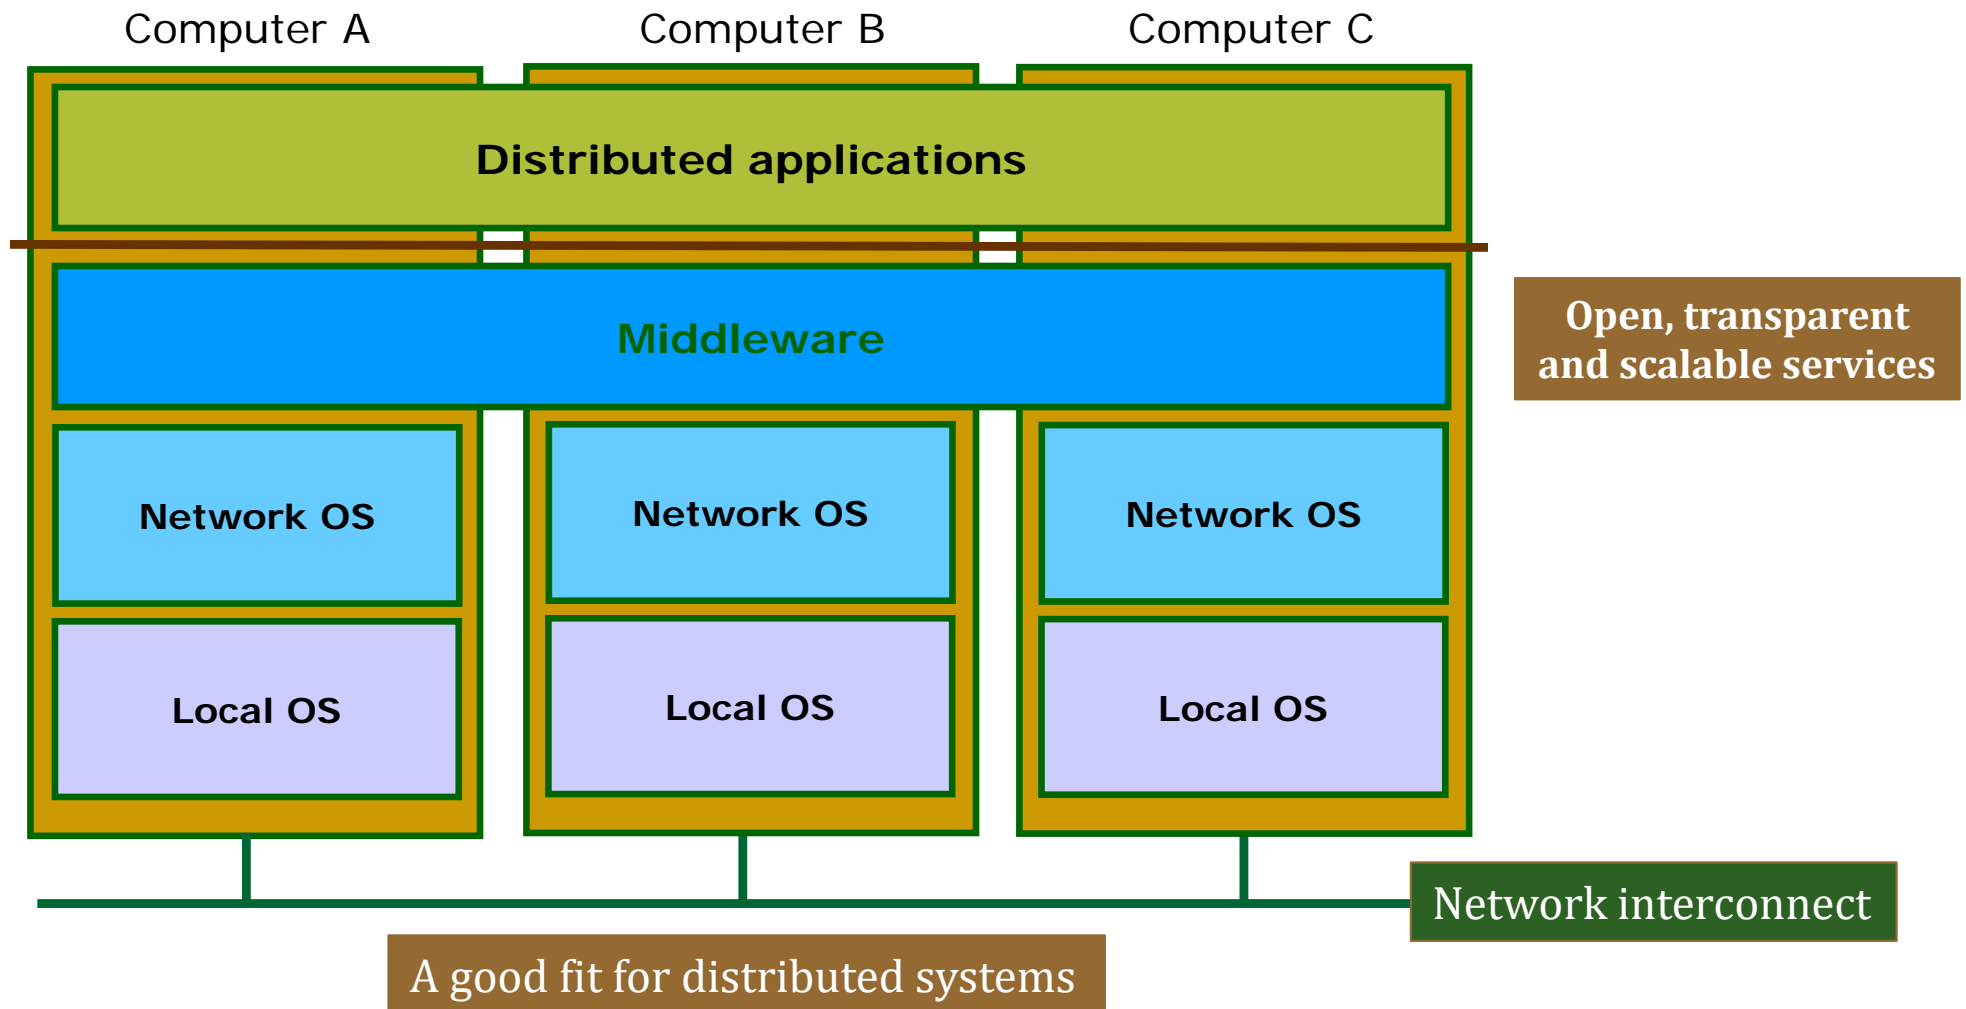 Computer A
Computer B
Computer C
Distributed applications
Middleware
Open, transparent
and scalable services
Network OS
Network OS
Network OS
Local OS
Local OS
Local OS
Network interconnect
A good fit for distributed systems